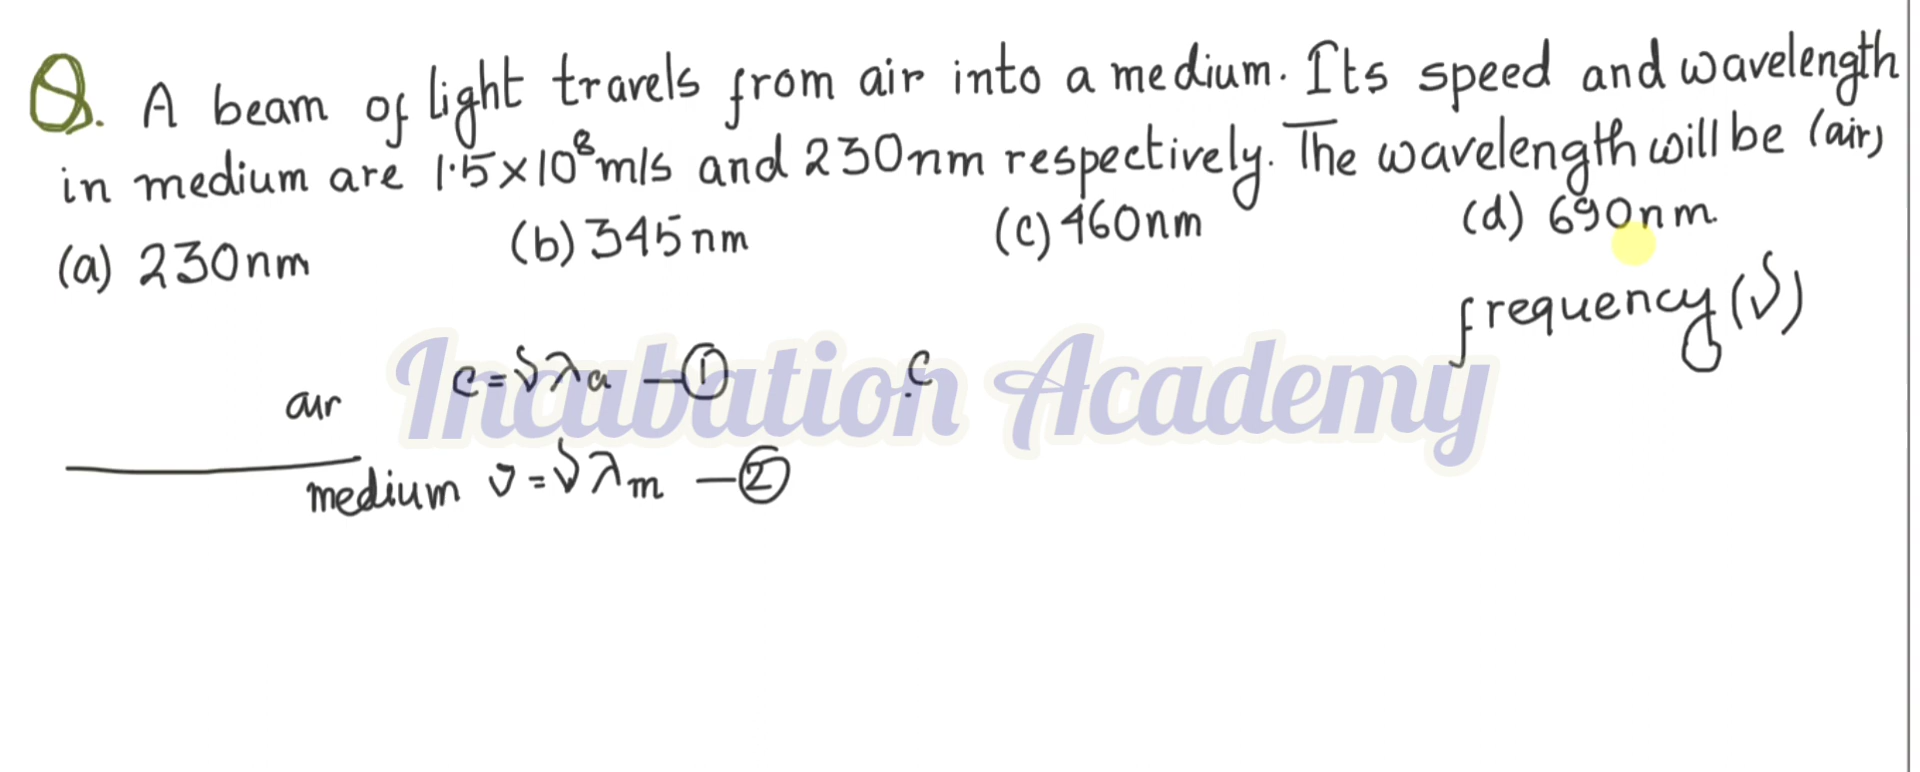 Q. A beam of light travels from air into a medium. Its speed and wavelength
in medium are 1.5×10⁸m/s and 230nm respectively. The wavelength will be (air)
(a) 230nm (b) 345nm (c) 460nm (d) 690nm.
frequency(ν)
Incubation Academy
air c=νλa —① c
medium v=νλm —②